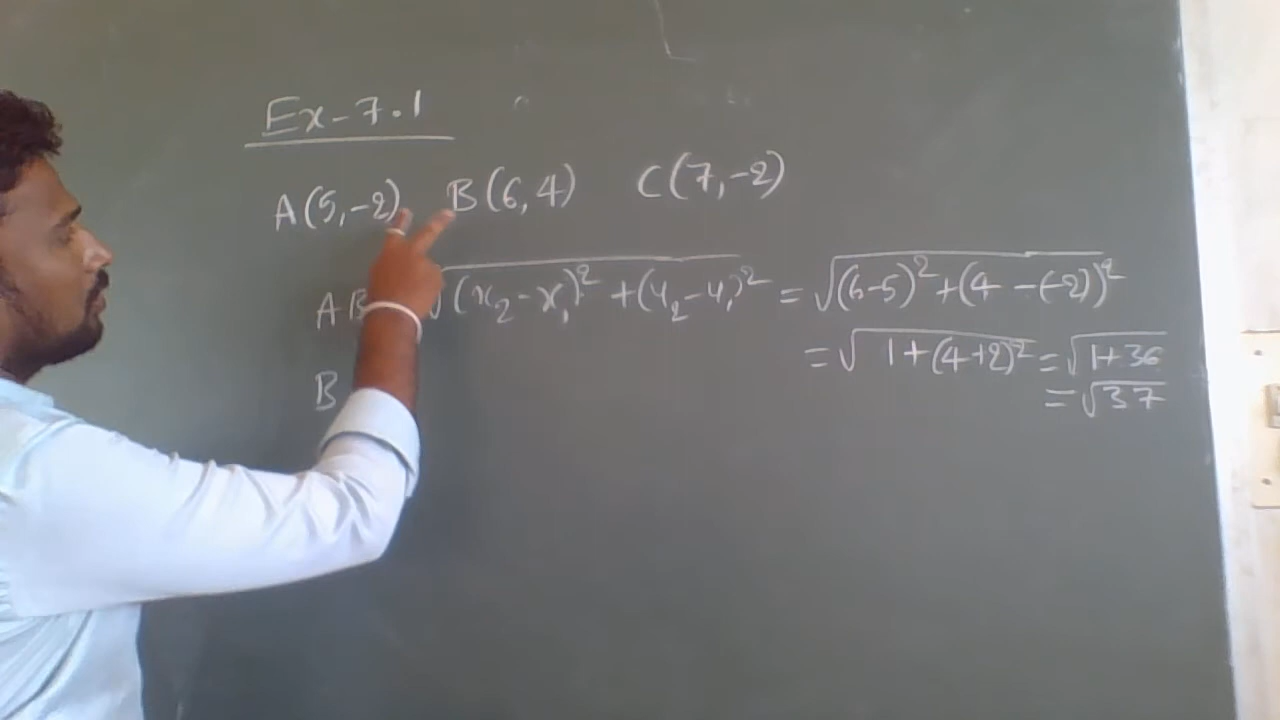 Ex-7.1
A(5,-2), B(6,4) C(7,-2)
AB √(x₂-x₁)²+(y₂-y₁)² = √(6-5)²+(4-(-2))²
= √1+(4+2)² = √1+36
B
= √37